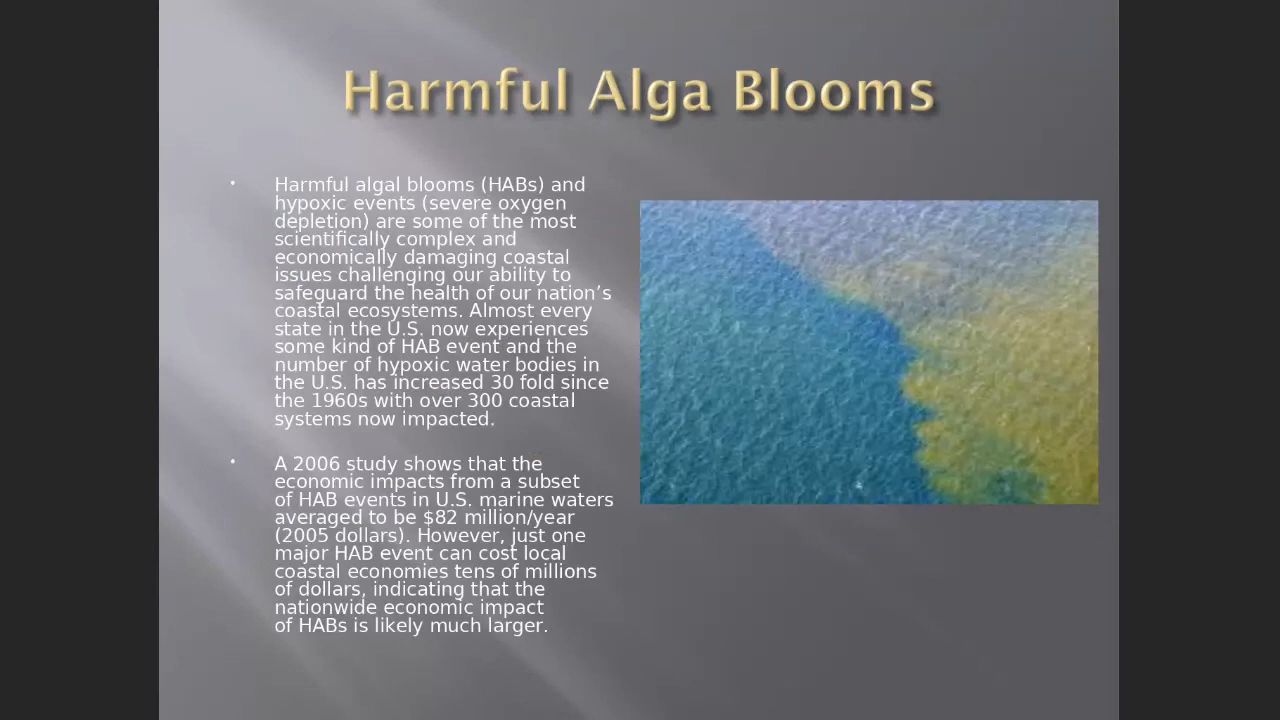 Harmful Alga Blooms
• Harmful algal blooms (HABs) and
hypoxic events (severe oxygen
depletion) are some of the most
scientifically complex and
economically damaging coastal
issues challenging our ability to
safeguard the health of our nation’s
coastal ecosystems. Almost every
state in the U.S. now experiences
some kind of HAB event and the
number of hypoxic water bodies in
the U.S. has increased 30 fold since
the 1960s with over 300 coastal
systems now impacted.
• A 2006 study shows that the
economic impacts from a subset
of HAB events in U.S. marine waters
averaged to be $82 million/year
(2005 dollars). However, just one
major HAB event can cost local
coastal economies tens of millions
of dollars, indicating that the
nationwide economic impact
of HABs is likely much larger.